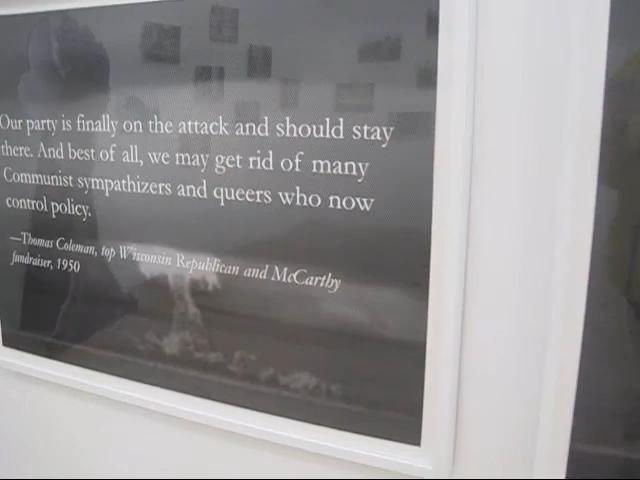 Our party is finally on the attack and should stay
there. And best of all, we may get rid of many
Communist sympathizers and queers who now
control policy.
—Thomas Coleman, top Wisconsin Republican and McCarthy
fundraiser, 1950